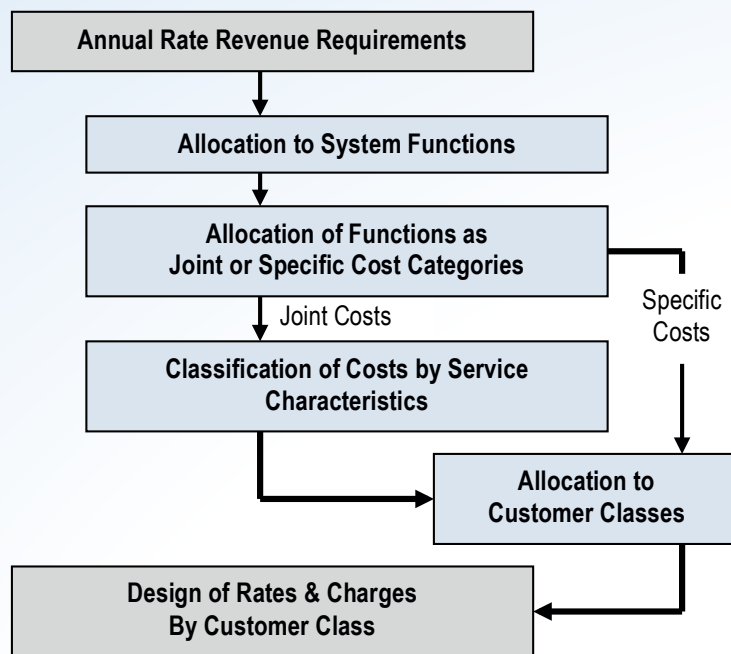 Annual Rate Revenue Requirements
Allocation to System Functions
Allocation of Functions as
Joint or Specific Cost Categories
Joint Costs
Specific
Costs
Classification of Costs by Service
Characteristics
Allocation to
Customer Classes
Design of Rates & Charges
By Customer Class